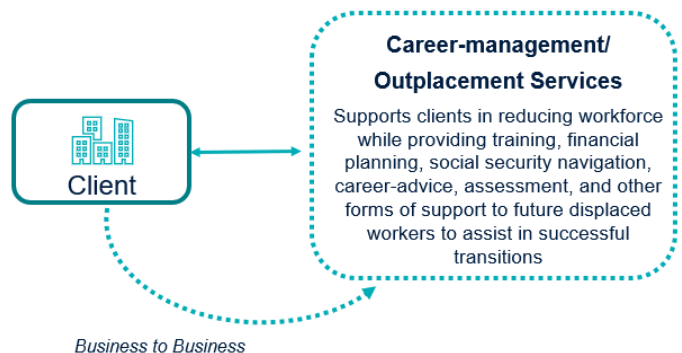 Client
Career-management/
Outplacement Services
Supports clients in reducing workforce
while providing training, financial
planning, social security navigation,
career-advice, assessment, and other
forms of support to future displaced
workers to assist in successful
transitions
Business to Business